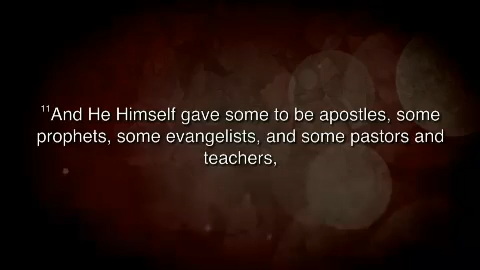 ¹¹And He Himself gave some to be apostles, some
prophets, some evangelists, and some pastors and
teachers,